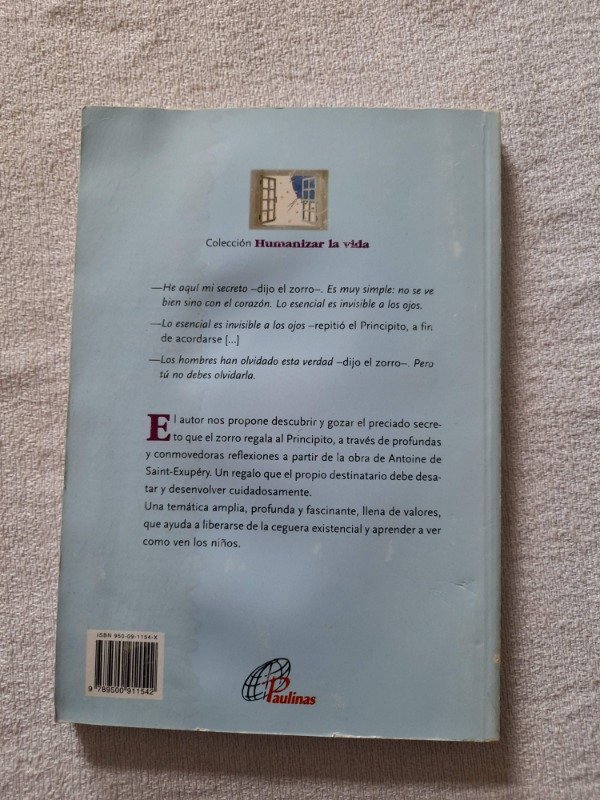 Colección Humanizar la vida
—He aquí mi secreto –dijo el zorro–. Es muy simple: no se ve
bien sino con el corazón. Lo esencial es invisible a los ojos.
—Lo esencial es invisible a los ojos –repitió el Principito, a fin
de acordarse [...]
—Los hombres han olvidado esta verdad –dijo el zorro–. Pero
tú no debes olvidarla.
El autor nos propone descubrir y gozar el preciado secre-
to que el zorro regala al Principito, a través de profundas
y conmovedoras reflexiones a partir de la obra de Antoine de
Saint-Exupéry. Un regalo que el propio destinatario debe desa-
tar y desenvolver cuidadosamente.
Una temática amplia, profunda y fascinante, llena de valores,
que ayuda a liberarse de la ceguera existencial y aprender a ver
como ven los niños.
ISBN 950-09-1154-X
9 789500 911542
Paulinas